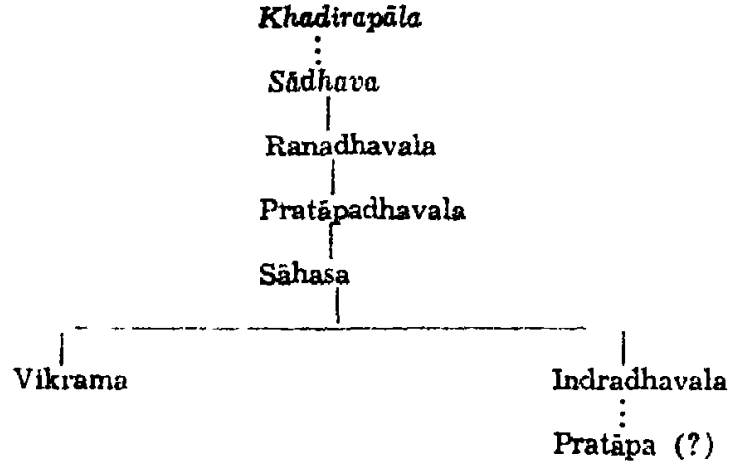 Khadirapāla
Sādhava
Ranadhavala
Pratāpadhavala
Sāhasa
Vikrama Indradhavala
Pratāpa (?)